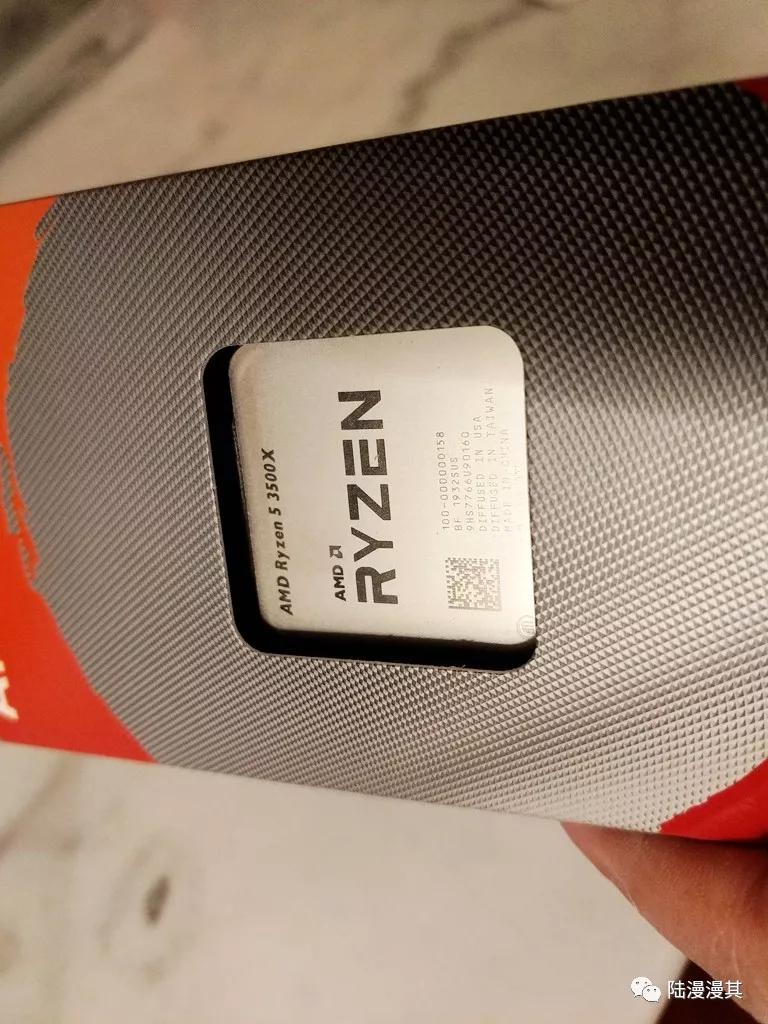 AMD Ryzen 5 3500X
AMD
RYZEN
100-000000158
BF 1932SUS
9HS7766U90160
DIFFUSED IN USA
DIFFUSED IN TAIWAN
MADE IN CHINA
陆漫漫其